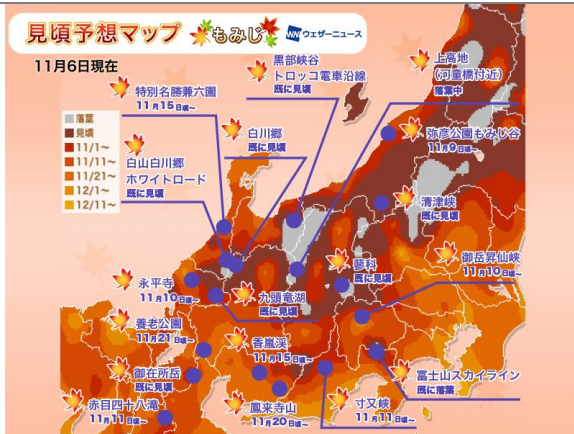 見頃予想マップ もみじ ウェザーニュース
11月6日現在
落葉
見頃
11/1〜
11/11〜
11/21〜
12/1〜
12/11〜
特別名勝兼六園
11月15日頃〜
黒部峡谷
トロッコ電車沿線
既に見頃
上高地
(河童橋付近)
落葉中
白山白川郷
ホワイトロード
既に見頃
白川郷
既に見頃
弥彦公園もみじ谷
11月9日頃〜
清津峡
既に見頃
御岳昇仙峡
11月10日頃〜
蓼科
既に見頃
永平寺
11月10日頃〜
九頭竜湖
既に見頃
養老公園
11月21日頃〜
香嵐渓
11月15日頃〜
御在所岳
既に見頃
富士山スカイライン
既に落葉
赤目四十八滝
11月11日頃〜
鳳来寺山
11月20日頃〜
寸又峡
11月11日頃〜